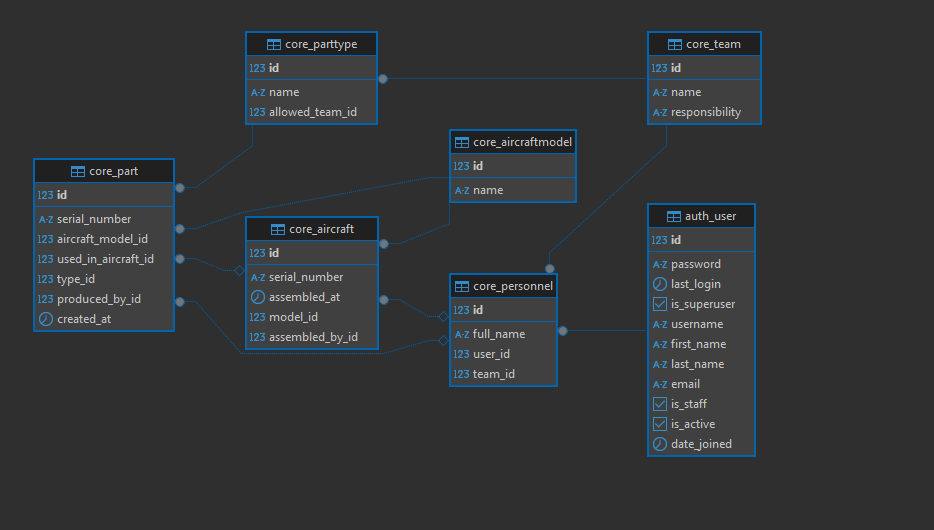 core_parttype
123 id
A-Z name
123 allowed_team_id
core_team
123 id
A-Z name
A-Z responsibility
core_aircraftmodel
123 id
A-Z name
core_part
123 id
A-Z serial_number
123 aircraft_model_id
123 used_in_aircraft_id
123 type_id
123 produced_by_id
created_at
core_aircraft
123 id
A-Z serial_number
assembled_at
123 model_id
123 assembled_by_id
core_personnel
123 id
A-Z full_name
123 user_id
123 team_id
auth_user
123 id
A-Z password
last_login
is_superuser
A-Z username
A-Z first_name
A-Z last_name
A-Z email
is_staff
is_active
date_joined